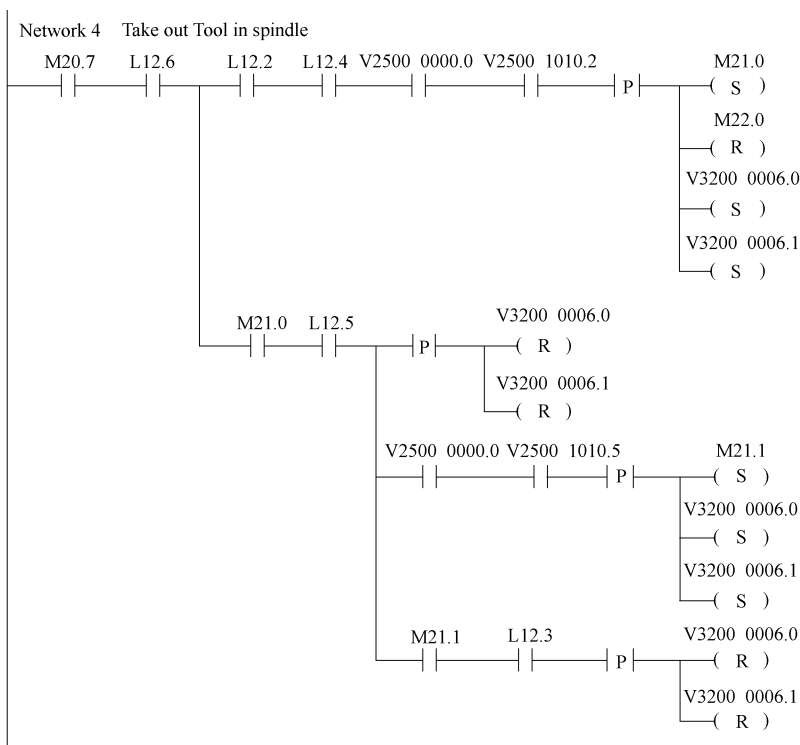 Network 4 Take out Tool in spindle
M20.7 L12.6 L12.2 L12.4 V2500 0000.0 V2500 1010.2 M21.0
P ( S )
M22.0
( R )
V3200 0006.0
( S )
V3200 0006.1
( S )
M21.0 L12.5 V3200 0006.0
P ( R )
V3200 0006.1
( R )
V2500 0000.0 V2500 1010.5 M21.1
P ( S )
V3200 0006.0
( S )
V3200 0006.1
( S )
M21.1 L12.3 V3200 0006.0
P ( R )
V3200 0006.1
( R )